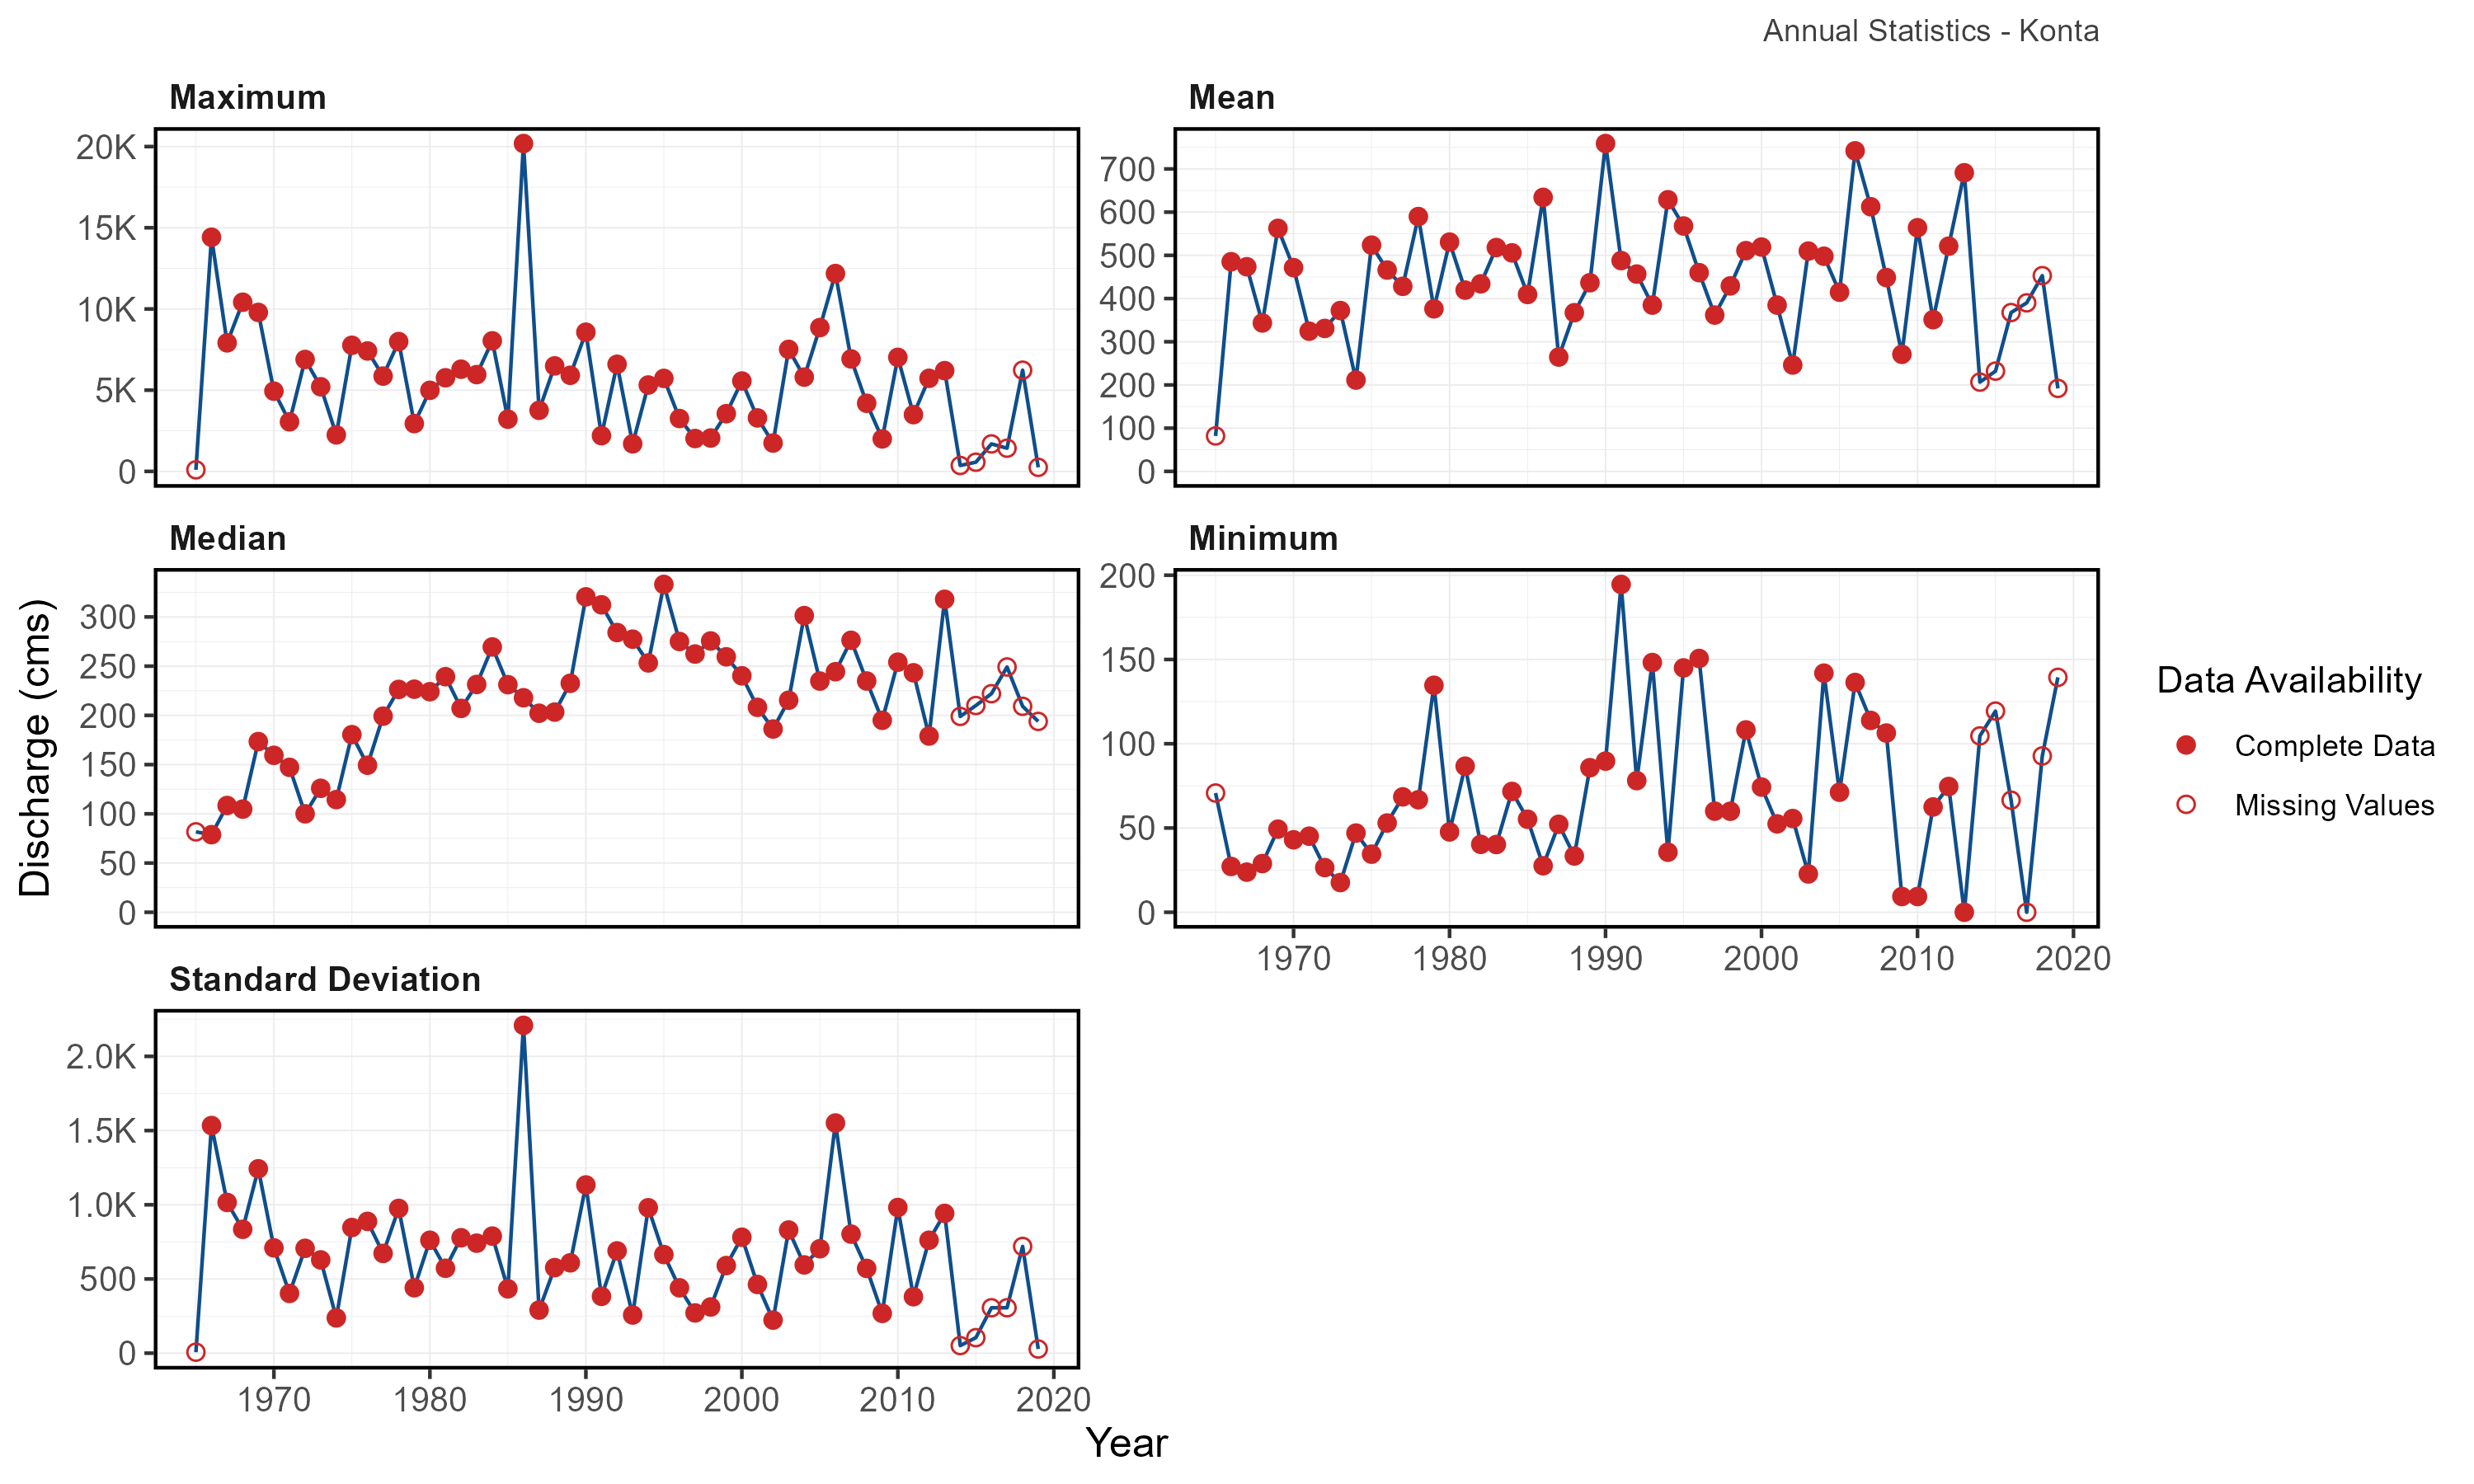 Annual Statistics - Konta
Maximum
20K
15K
10K
5K
0
Mean
700
600
500
400
300
200
100
0
Discharge (cms)
Median
300
250
200
150
100
50
0
Minimum
200
150
100
50
0
1970 1980 1990 2000 2010 2020
Standard Deviation
2.0K
1.5K
1.0K
500
0
1970 1980 1990 2000 2010 2020
Year
Data Availability
Complete Data
Missing Values